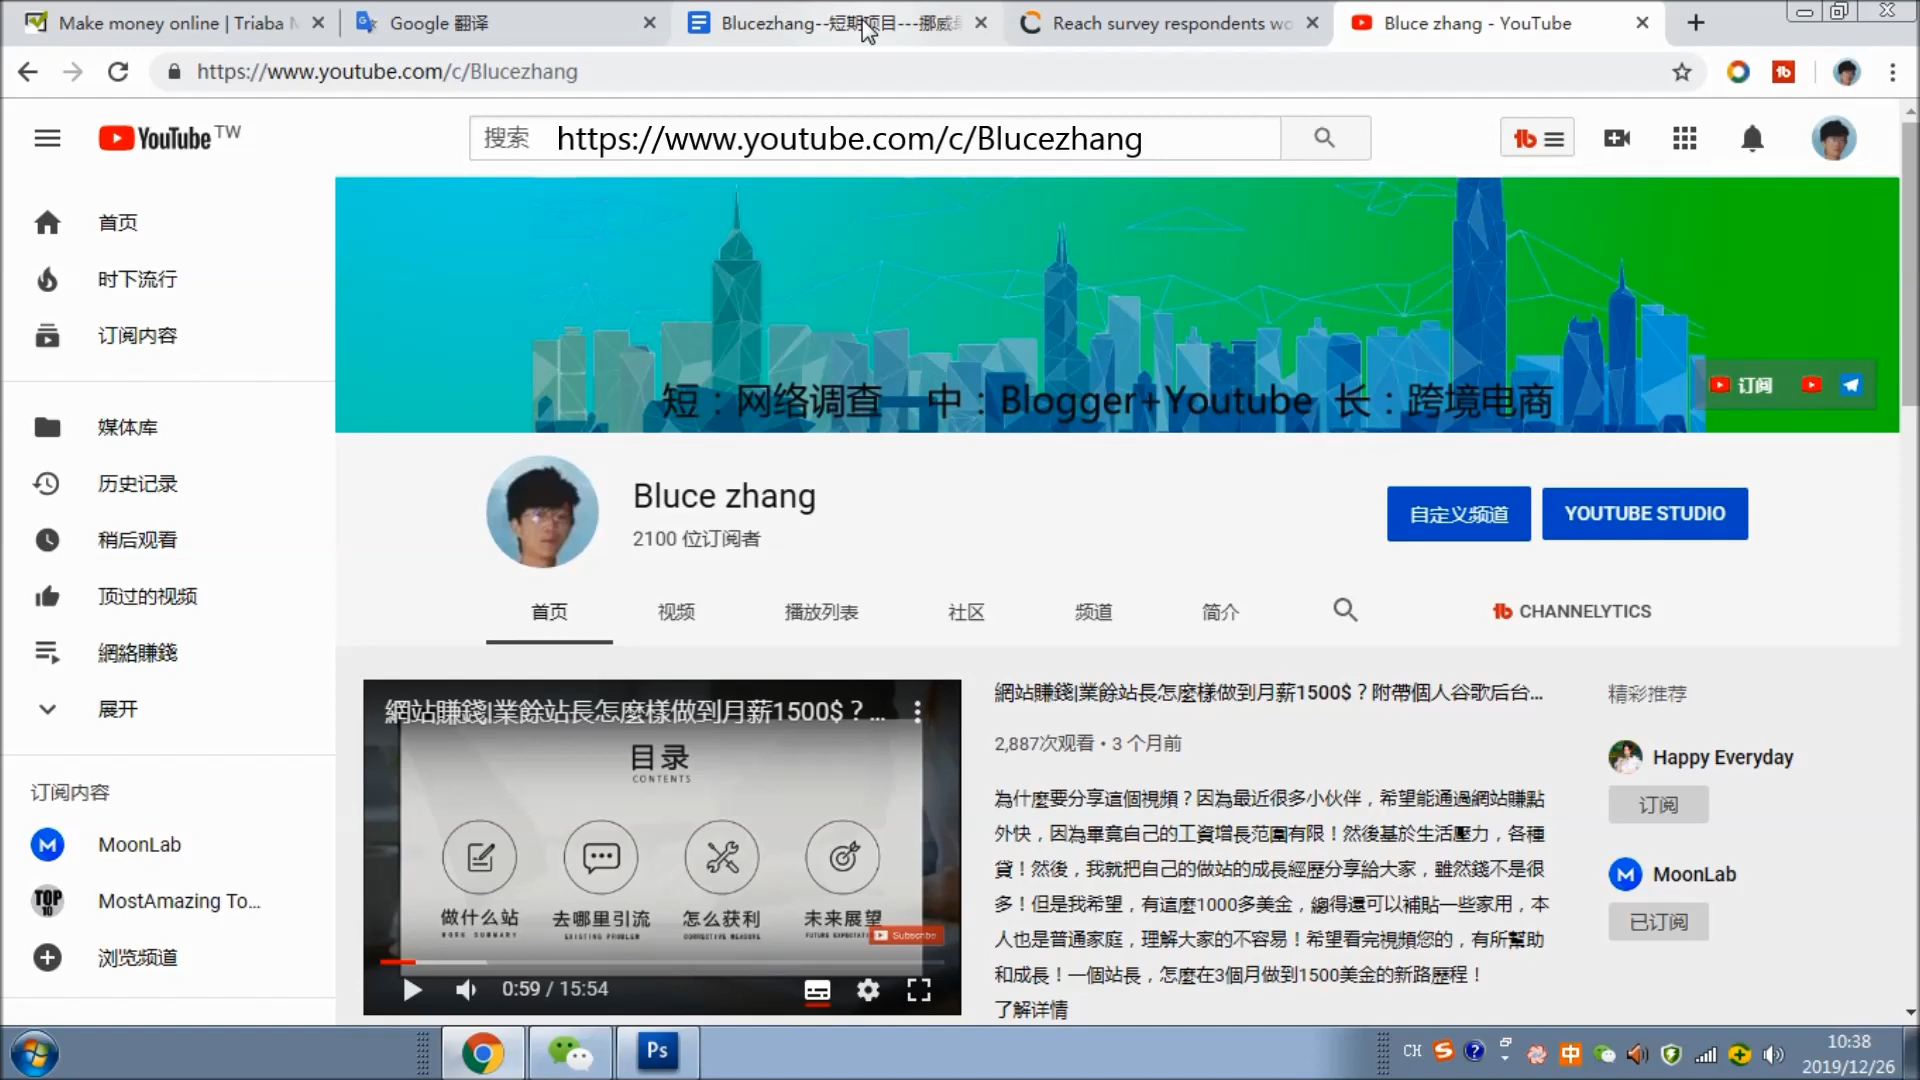 Make money online | Triaba
Google 翻译
Blucezhang--短期项目---挪威
Reach survey respondents wo
Bluce zhang - YouTube
https://www.youtube.com/c/Blucezhang
YouTube TW
搜索 https://www.youtube.com/c/Blucezhang
首页
时下流行
订阅内容
媒体库
历史记录
稍后观看
顶过的视频
網絡賺錢
展开
订阅内容
MoonLab
TOP 10
MostAmazing To...
浏览频道
短：网络调查 中：Blogger+Youtube 长：跨境电商
订阅
Bluce zhang
2100 位订阅者
自定义频道
YOUTUBE STUDIO
首页 视频 播放列表 社区 频道 简介
CHANNELYTICS
網站賺錢|業餘站長怎麼樣做到月薪1500$？...
目录
CONTENTS
做什么站 去哪里引流 怎么获利 未来展望
WORK SUMMARY EXISTING PROBLEM CORRECTIVE MEASURE
Subscribe
0:59 / 15:54
網站賺錢|業餘站長怎麼樣做到月薪1500$？附帶個人谷歌后台...
2,887次观看 • 3 个月前
為什麼要分享這個視頻？因為最近很多小伙伴，希望能通過網站賺點
外快，因為畢竟自己的工資增長范圍有限！然後基於生活壓力，各種
貸！然後，我就把自己的做站的成長經歷分享給大家，雖然錢不是很
多！但是我希望，有這麼1000多美金，總得還可以補貼一些家用，本
人也是普通家庭，理解大家的不容易！希望看完視頻您的，有所幫助
和成長！一個站長，怎麼在3個月做到1500美金的新路歷程！
了解详情
精彩推荐
Happy Everyday
订阅
MoonLab
已订阅
Ps
CH
中
10:38
2019/12/26